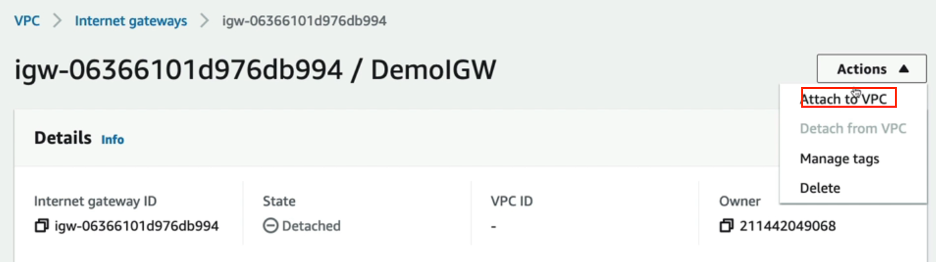 VPC > Internet gateways > igw-06366101d976db994
igw-06366101d976db994 / DemoIGW
Actions
Attach to VPC
Detach from VPC
Manage tags
Delete
Details Info
Internet gateway ID
igw-06366101d976db994
State
Detached
VPC ID
-
Owner
211442049068